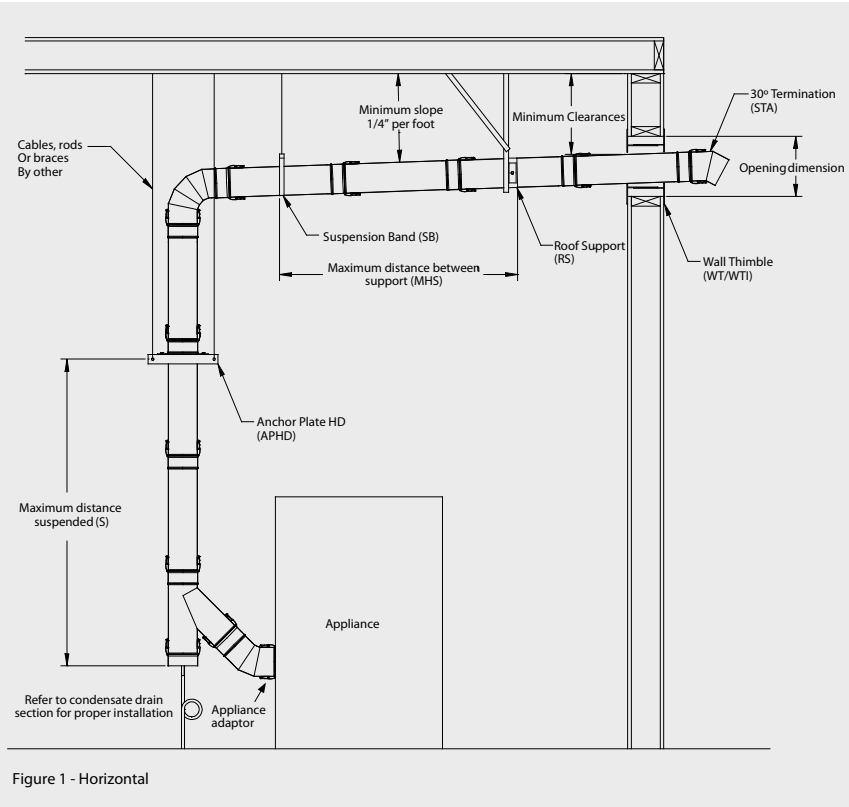 Minimum slope
1/4" per foot
Minimum Clearances
30º Termination
(STA)
Cables, rods
Or braces
By other
Opening dimension
Suspension Band (SB)
Roof Support
(RS)
Maximum distance between
support (MHS)
Wall Thimble
(WT/WTI)
Anchor Plate HD
(APHD)
Maximum distance
suspended (S)
Appliance
Refer to condensate drain
section for proper installation
Appliance
adaptor
Figure 1 - Horizontal